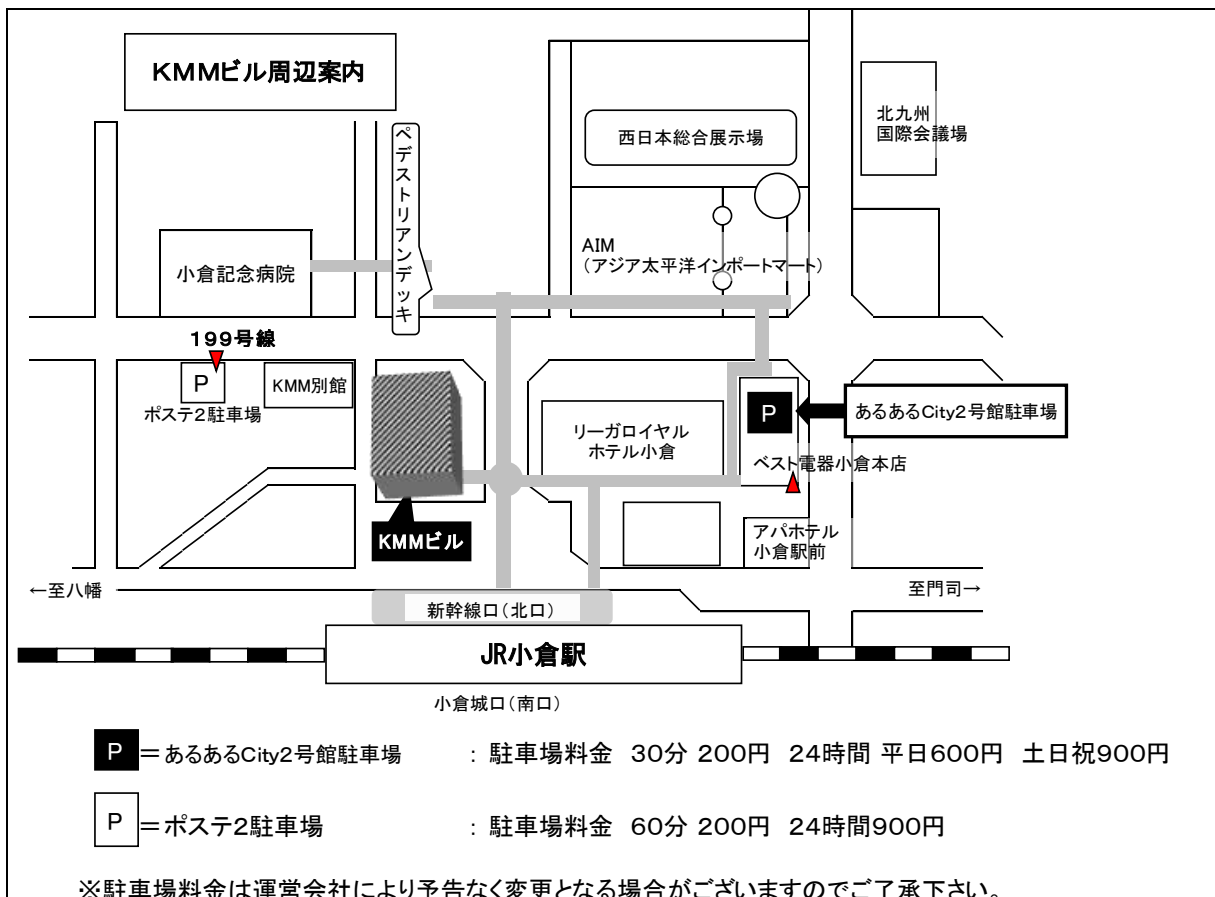 KMMビル周辺案内
北九州
国際会議場
西日本総合展示場
ペデストリアンデッキ
AIM
(アジア太平洋インポートマート)
小倉記念病院
199号線
P
ポステ2駐車場
KMM別館
リーガロイヤル
ホテル小倉
P
あるあるCity2号館駐車場
ベスト電器小倉本店
KMMビル
アパホテル
小倉駅前
←至八幡
至門司→
新幹線口(北口)
JR小倉駅
小倉城口(南口)
P =あるあるCity2号館駐車場 : 駐車場料金 30分 200円 24時間 平日600円 土日祝900円
P =ポステ2駐車場 : 駐車場料金 60分 200円 24時間900円
※駐車場料金は運営会社により予告なく変更となる場合がございますのでご了承下さい。